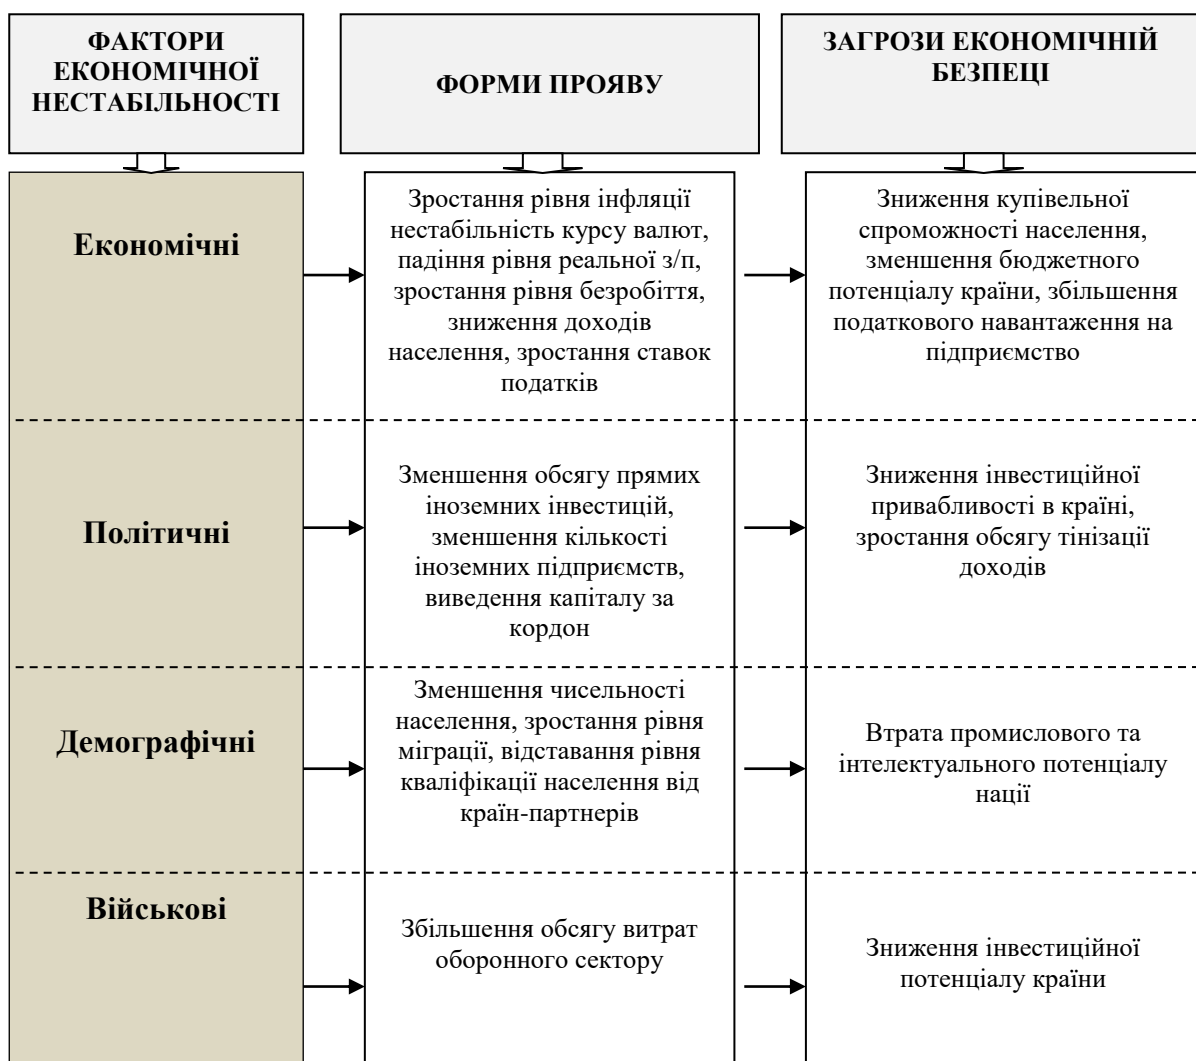 ФАКТОРИ
ЕКОНОМІЧНОЇ
НЕСТАБІЛЬНОСТІ
ФОРМИ ПРОЯВУ
ЗАГРОЗИ ЕКОНОМІЧНІЙ
БЕЗПЕЦІ
Економічні
Зростання рівня інфляції
нестабільність курсу валют,
падіння рівня реальної з/п,
зростання рівня безробіття,
зниження доходів
населення, зростання ставок
податків
Зниження купівельної
спроможності населення,
зменшення бюджетного
потенціалу країни, збільшення
податкового навантаження на
підприємство
Політичні
Зменшення обсягу прямих
іноземних інвестицій,
зменшення кількості
іноземних підприємств,
виведення капіталу за
кордон
Зниження інвестиційної
привабливості в країні,
зростання обсягу тінізації
доходів
Демографічні
Зменшення чисельності
населення, зростання рівня
міграції, відставання рівня
кваліфікації населення від
країн-партнерів
Втрата промислового та
інтелектуального потенціалу
нації
Військові
Збільшення обсягу витрат
оборонного сектору
Зниження інвестиційної
потенціалу країни